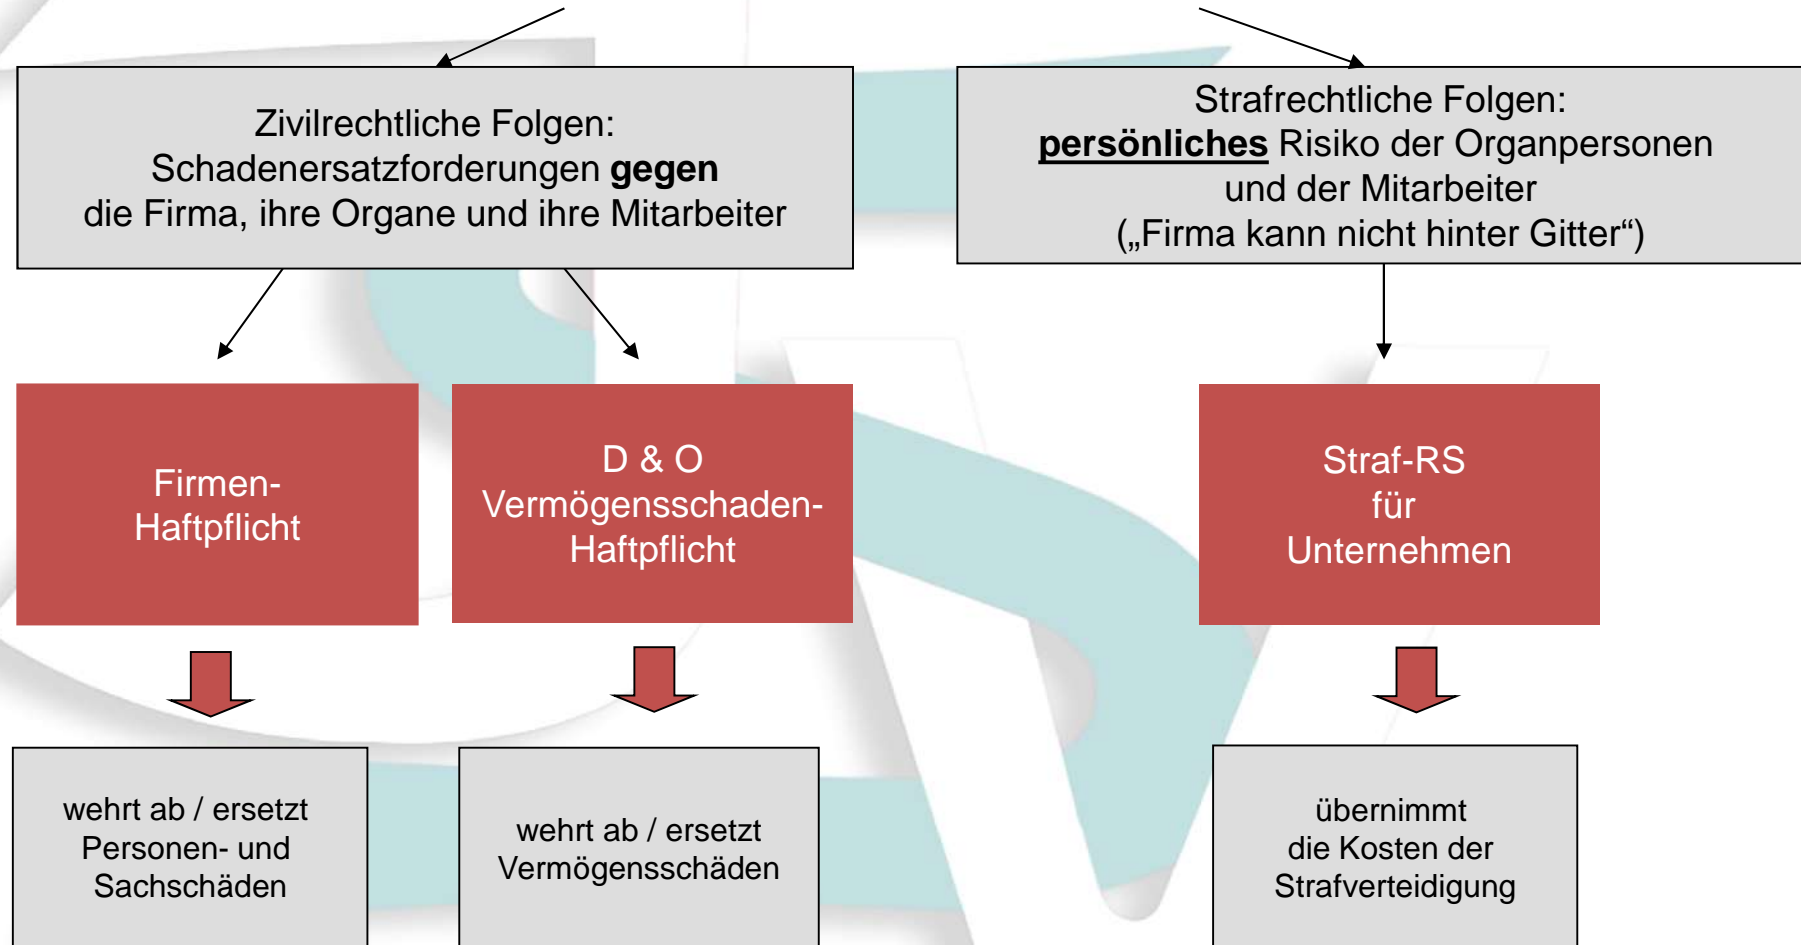 Zivilrechtliche Folgen:
Schadenersatzforderungen gegen
die Firma, ihre Organe und ihre Mitarbeiter
Strafrechtliche Folgen:
persönliches Risiko der Organpersonen
und der Mitarbeiter
(„Firma kann nicht hinter Gitter“)
Firmen-
Haftpflicht
D & O
Vermögensschaden-
Haftpflicht
Straf-RS
für
Unternehmen
wehrt ab / ersetzt
Personen- und
Sachschäden
wehrt ab / ersetzt
Vermögensschäden
übernimmt
die Kosten der
Strafverteidigung